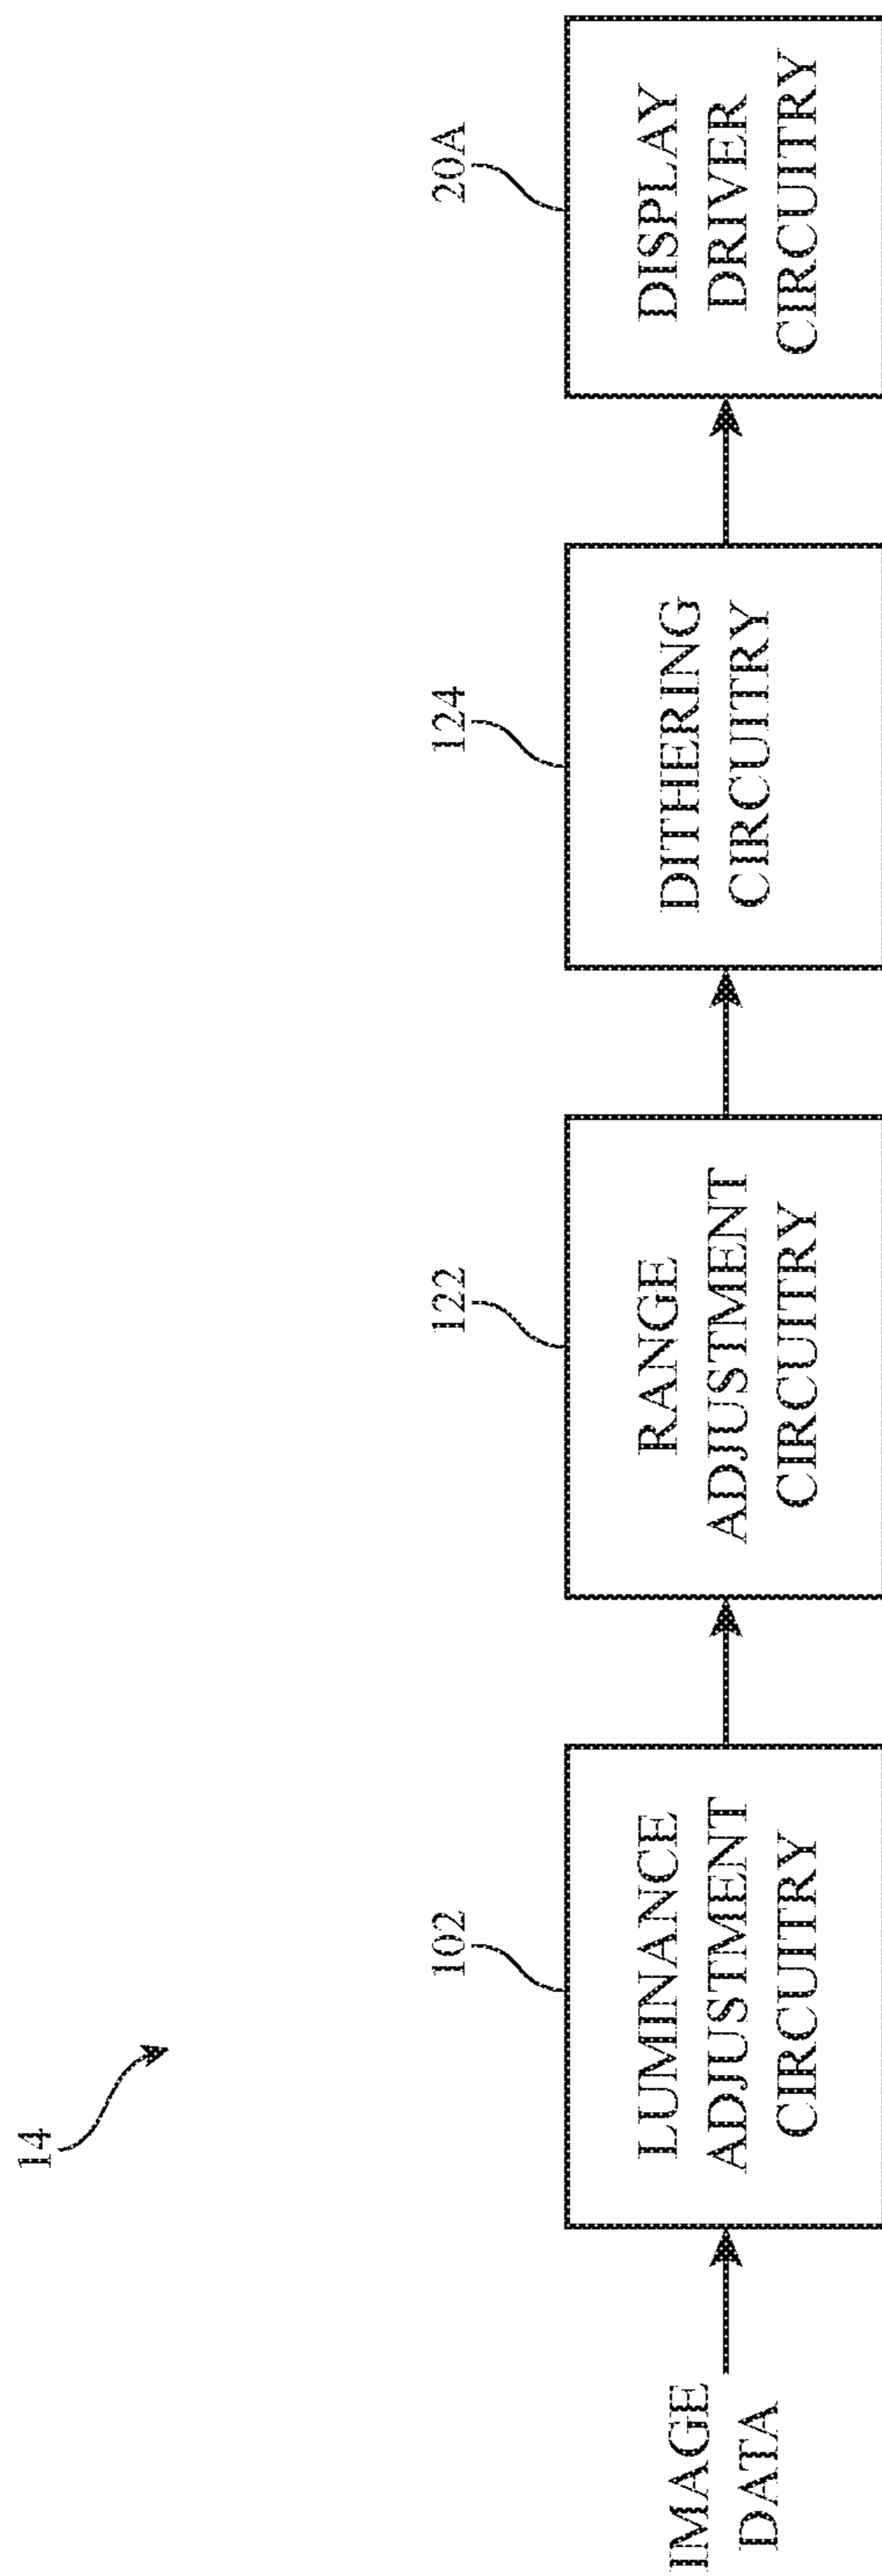 14
IMAGE
DATA
102
LUMINANCE
ADJUSTMENT
CIRCUITRY
122
RANGE
ADJUSTMENT
CIRCUITRY
124
DITHERING
CIRCUITRY
20A
DISPLAY
DRIVER
CIRCUITRY